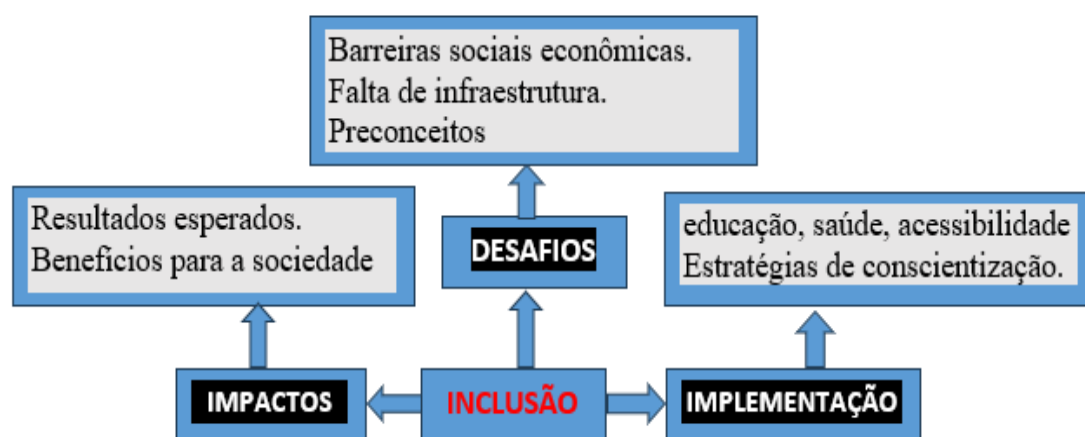 Barreiras sociais econômicas.
Falta de infraestrutura.
Preconceitos
Resultados esperados.
Benefícios para a sociedade
DESAFIOS
educação, saúde, acessibilidade
Estratégias de conscientização.
IMPACTOS
INCLUSÃO
IMPLEMENTAÇÃO